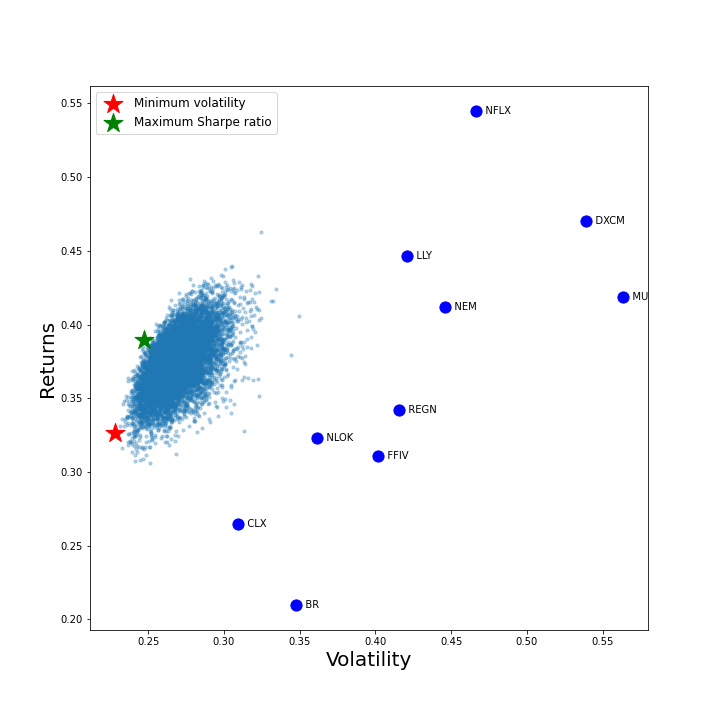 Minimum volatility
Maximum Sharpe ratio
0.55
0.50
0.45
0.40
0.35
0.30
0.25
0.20
Returns
NFLX
DXCM
LLY
MU
NEM
REGN
NLOK
FFIV
CLX
BR
0.25 0.30 0.35 0.40 0.45 0.50 0.55
Volatility